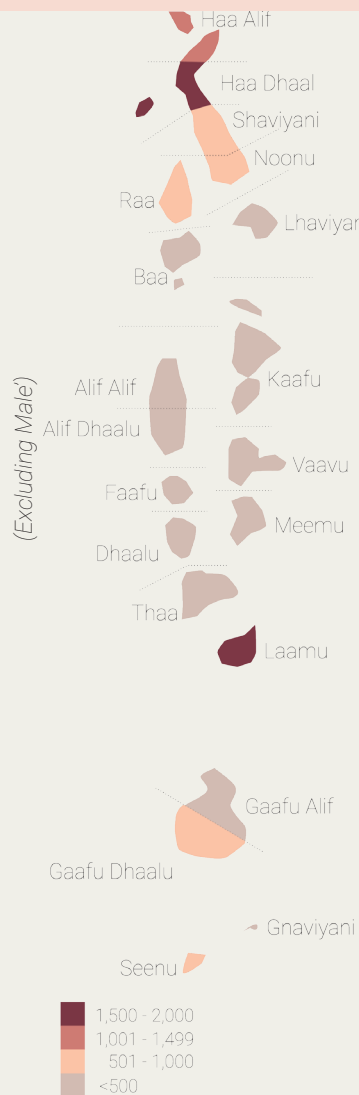 Haa Alif
Haa Dhaal
Shaviyani
Noonu
Raa
Lhaviyan
Baa
Kaafu
Alif Alif
(Excluding Male')
Alif Dhaalu
Vaavu
Faafu
Meemu
Dhaalu
Thaa
Laamu
Gaafu Alif
Gaafu Dhaalu
Gnaviyani
Seenu
1,500 - 2,000
1,001 - 1,499
501 - 1,000
<500